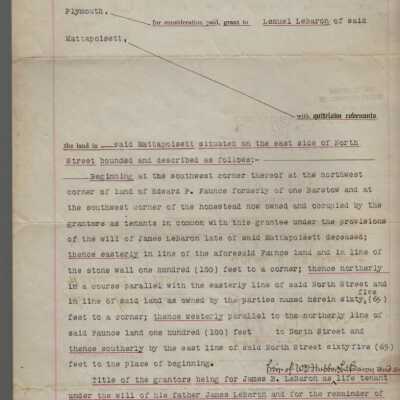 Plymouth.
for consideration paid, grant to Lemuel LeBaron of said
Mattapoisett,
with quitclaim covenants
the land in said Mattapoisett situated on the east side of North
Street bounded and described as follows:-
Beginning at the southwest corner thereof at the northwest
corner of land of Edward P. Faunce formerly of one Barstow and at
the southwest corner of the homestead now owned and occupied by the
grantors as tenants in common with this grantee under the provisions
of the will of James LeBaron late of said Mattapoisett deceased;
thence easterly in line of the aforesaid Faunce land and in line of
the stone wall one hundred (100) feet to a corner; thence northerly
in a course parallel with the easterly line of said North Street and
five
in line of said land as owned by the parties named herein sixty (65)
feet to a corner; thence westerly parallel to the northerly line of
said Faunce land one hundred (100) feet to North Street and
thence southerly by the east line of said North Street sixtyfive (65)
feet to the place of beginning.
Title of the grantors being for James B. LeBaron as life tenant
under the will of his father James LeBaron and for the remainder of